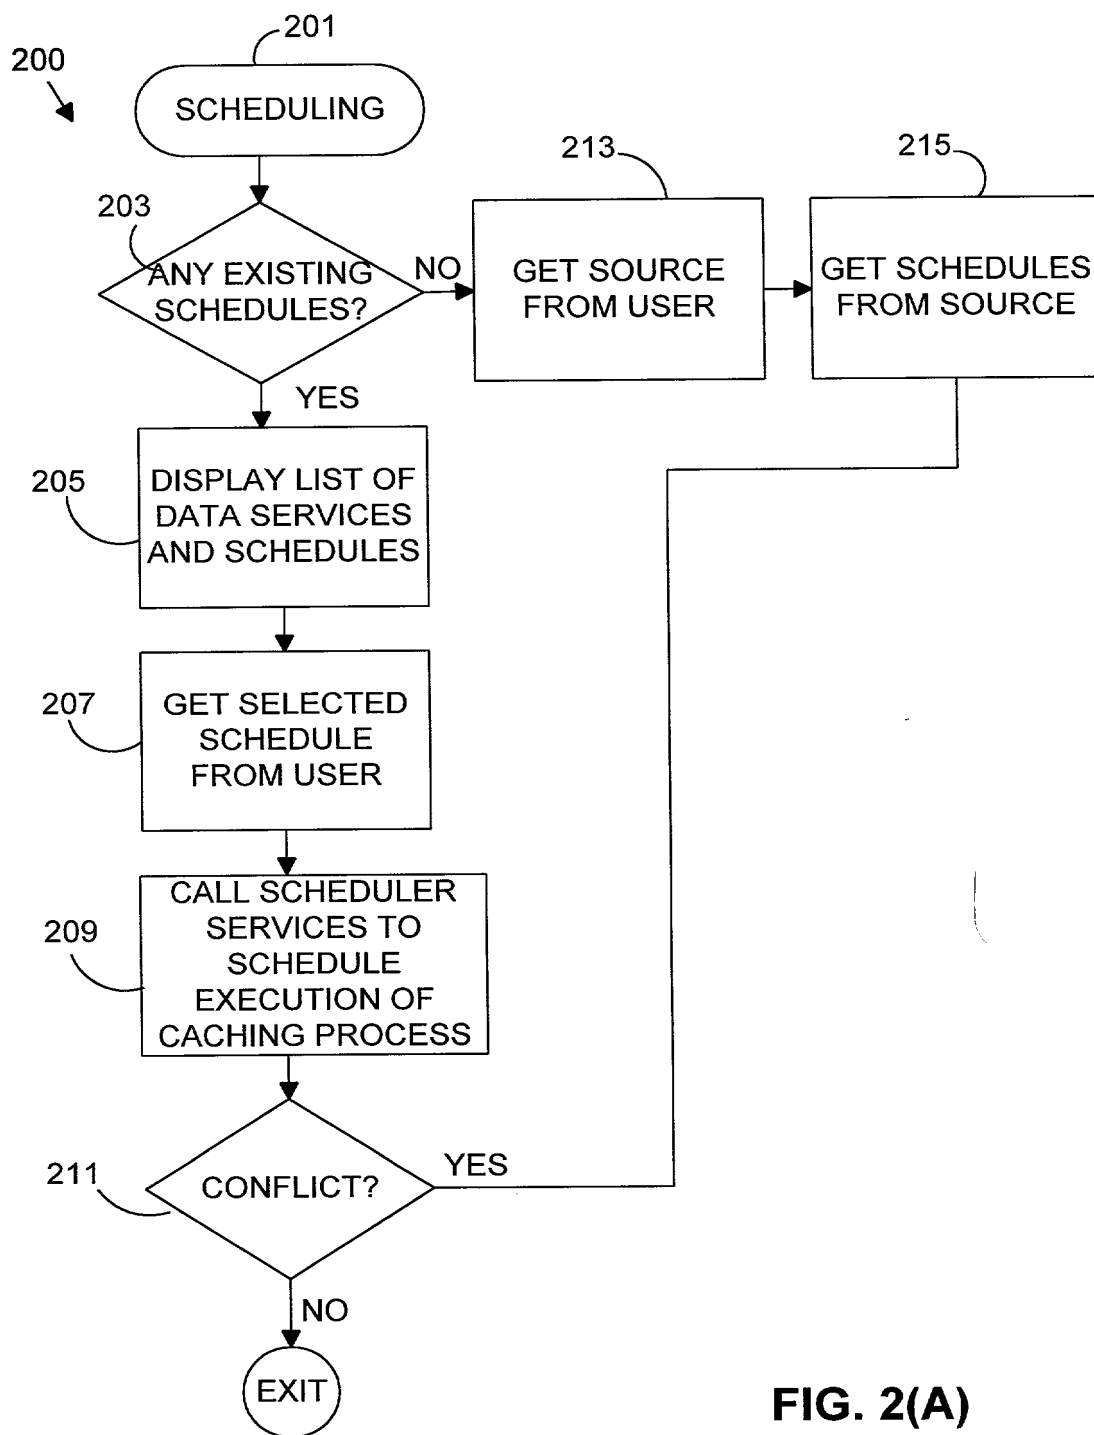 200
201
SCHEDULING
203
ANY EXISTING
SCHEDULES?
NO
213
GET SOURCE
FROM USER
215
GET SCHEDULES
FROM SOURCE
YES
205
DISPLAY LIST OF
DATA SERVICES
AND SCHEDULES
207
GET SELECTED
SCHEDULE
FROM USER
209
CALL SCHEDULER
SERVICES TO
SCHEDULE
EXECUTION OF
CACHING PROCESS
211
CONFLICT?
YES
NO
EXIT
FIG. 2(A)